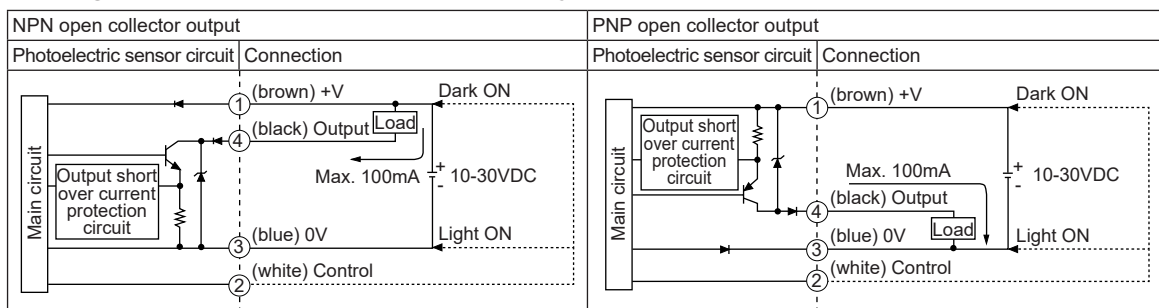 NPN open collector output
Photoelectric sensor circuit
Connection
Main circuit
Output short
over current
protection
circuit
1
(brown) +V
Dark ON
4
(black) Output
Load
Max. 100mA
+
-
10-30VDC
3
(blue) 0V
Light ON
2
(white) Control
PNP open collector output
Photoelectric sensor circuit
Connection
Main circuit
Output short
over current
protection
circuit
1
(brown) +V
Dark ON
Max. 100mA
+
-
10-30VDC
4
(black) Output
Load
3
(blue) 0V
Light ON
2
(white) Control